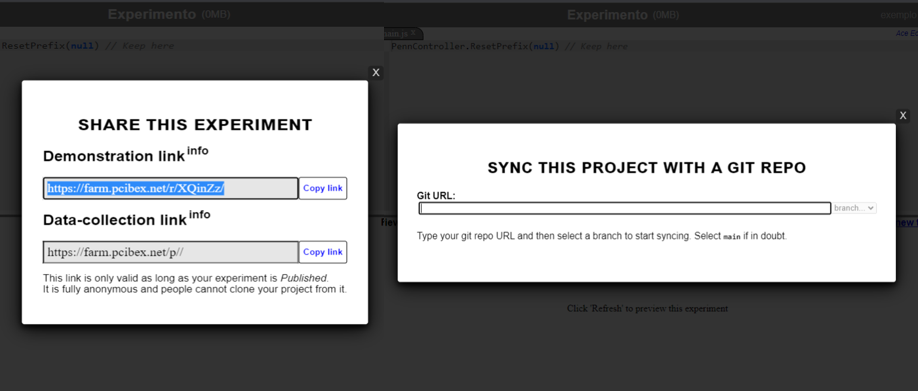 Experimento (0MB)
ResetPrefix(null) // Keep here
X
SHARE THIS EXPERIMENT
Demonstration link info
https://farm.pcibex.net/r/XQinZz/
Copy link
Data-collection link info
https://farm.pcibex.net/p//
Copy link
This link is only valid as long as your experiment is Published.
It is fully anonymous and people cannot clone your project from it.
Experimento (0MB)
main.js X
PennController.ResetPrefix(null) // Keep here
X
SYNC THIS PROJECT WITH A GIT REPO
Git URL:
branch...
Type your git repo URL and then select a branch to start syncing. Select main if in doubt.
Click 'Refresh' to preview this experiment